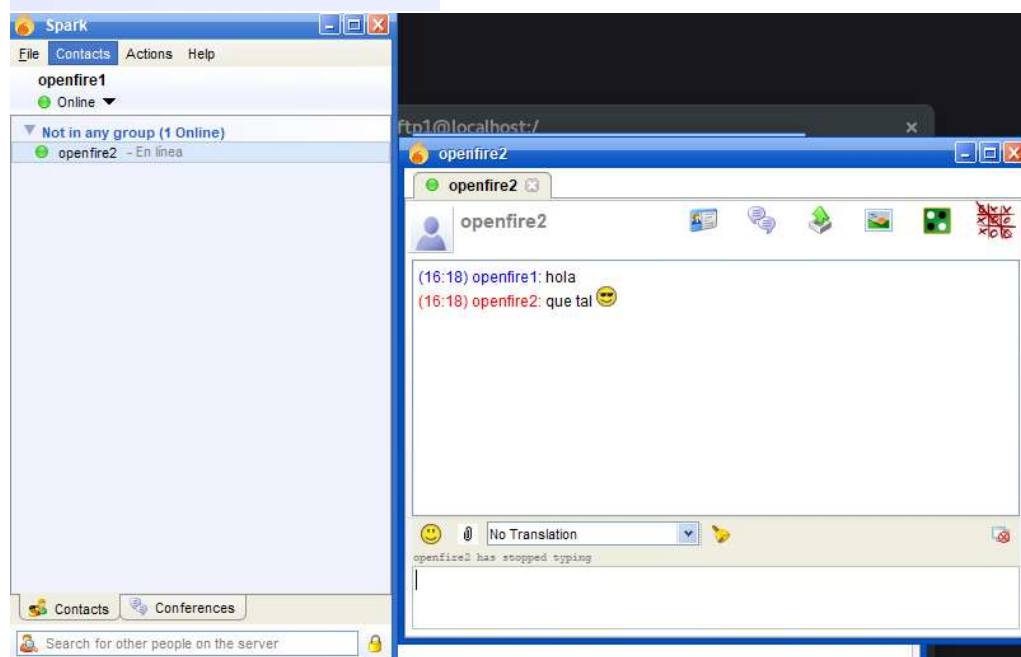 Spark
File Contacts Actions Help
openfire1
Online
Not in any group (1 Online)
openfire2 - En línea
Contacts Conferences
Search for other people on the server
ftp1@localhost:/
openfire2
openfire2
openfire2
(16:18) openfire1: hola
(16:18) openfire2: que tal
No Translation
openfire2 has stopped typing